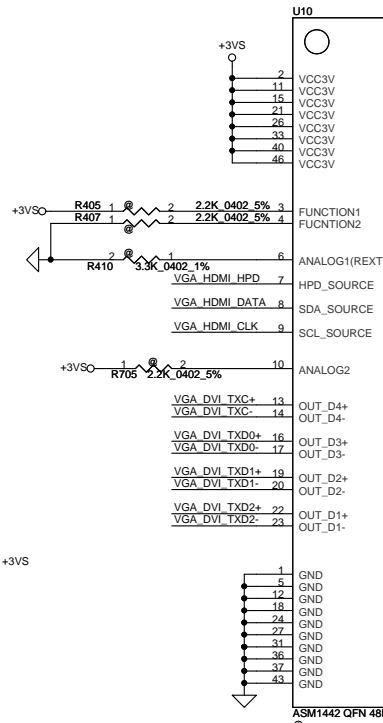 U10
+3VS
2 VCC3V
11 VCC3V
15 VCC3V
21 VCC3V
26 VCC3V
33 VCC3V
40 VCC3V
46 VCC3V
+3VS R405 1 @ 2 2.2K_0402_5% 3 FUNCTION1
R407 1 @ 2 2.2K_0402_5% 4 FUCNTION2
R410 2 @ 1 3.3K_0402_1% 6 ANALOG1(REXT
VGA_HDMI_HPD 7 HPD_SOURCE
VGA_HDMI_DATA 8 SDA_SOURCE
VGA_HDMI_CLK 9 SCL_SOURCE
+3VS R705 1 @ 2 2.2K_0402_5% 10 ANALOG2
VGA_DVI_TXC+ 13 OUT_D4+
VGA_DVI_TXC- 14 OUT_D4-
VGA_DVI_TXD0+ 16 OUT_D3+
VGA_DVI_TXD0- 17 OUT_D3-
VGA_DVI_TXD1+ 19 OUT_D2+
VGA_DVI_TXD1- 20 OUT_D2-
VGA_DVI_TXD2+ 22 OUT_D1+
VGA_DVI_TXD2- 23 OUT_D1-
+3VS
1 GND
5 GND
12 GND
18 GND
24 GND
27 GND
31 GND
36 GND
37 GND
43 GND
ASM1442 QFN 48